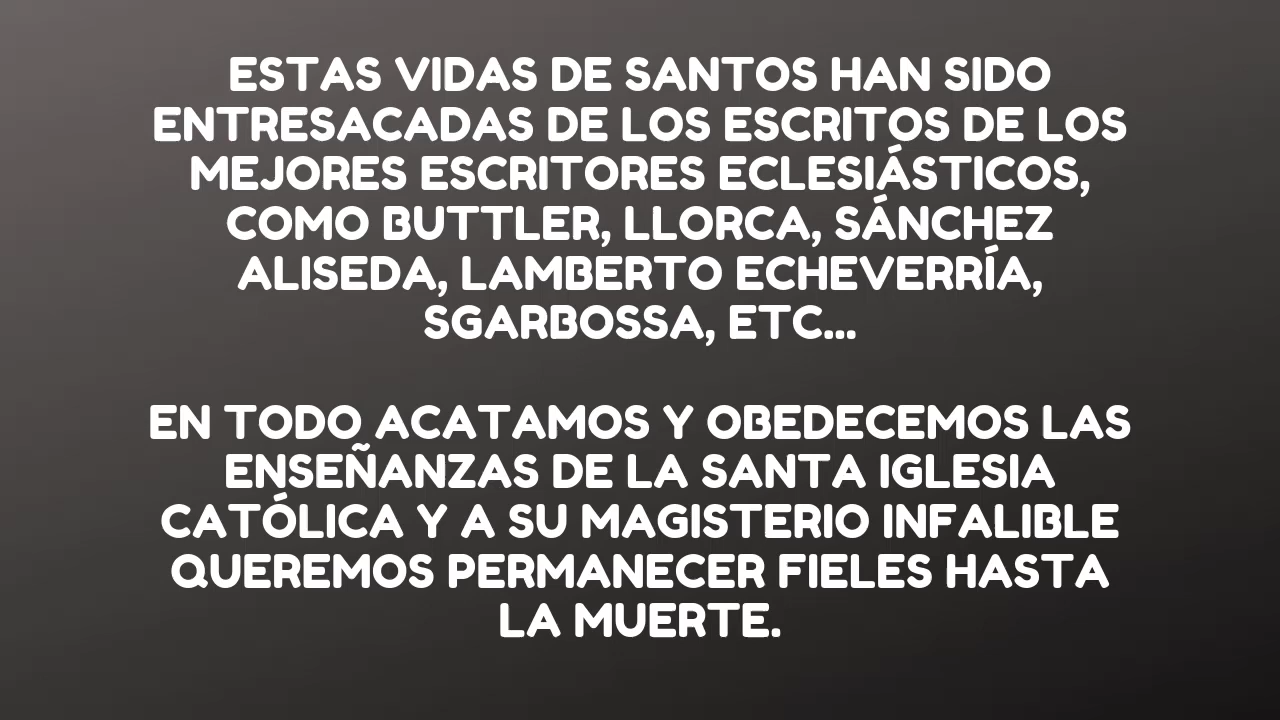 ESTAS VIDAS DE SANTOS HAN SIDO
ENTRESACADAS DE LOS ESCRITOS DE LOS
MEJORES ESCRITORES ECLESIÁSTICOS,
COMO BUTTLER, LLORCA, SÁNCHEZ
ALISEDA, LAMBERTO ECHEVERRÍA,
SGARBOSSA, ETC...
EN TODO ACATAMOS Y OBEDECEMOS LAS
ENSEÑANZAS DE LA SANTA IGLESIA
CATÓLICA Y A SU MAGISTERIO INFALIBLE
QUEREMOS PERMANECER FIELES HASTA
LA MUERTE.